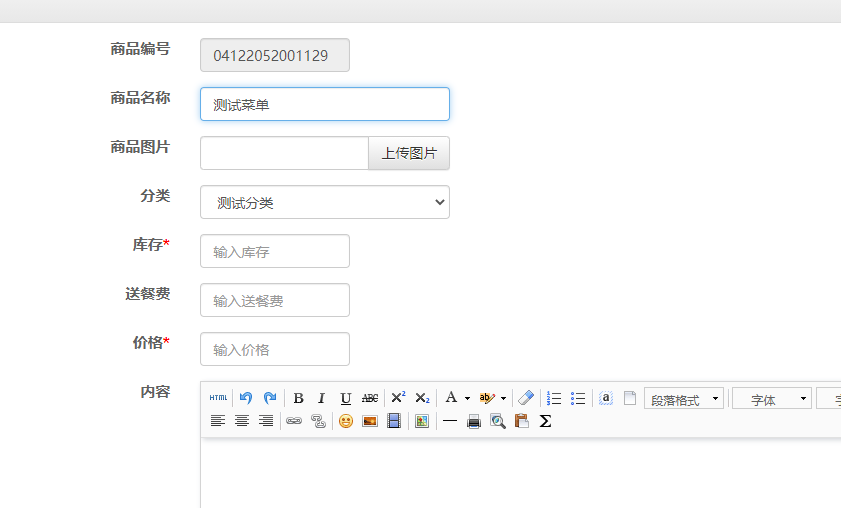 商品编号 04122052001129
商品名称 测试菜单
商品图片 上传图片
分类 测试分类
库存* 输入库存
送餐费 输入送餐费
价格* 输入价格
内容 HTML B I U ABC X² X₂ A ab a 段落格式 字体
Σ